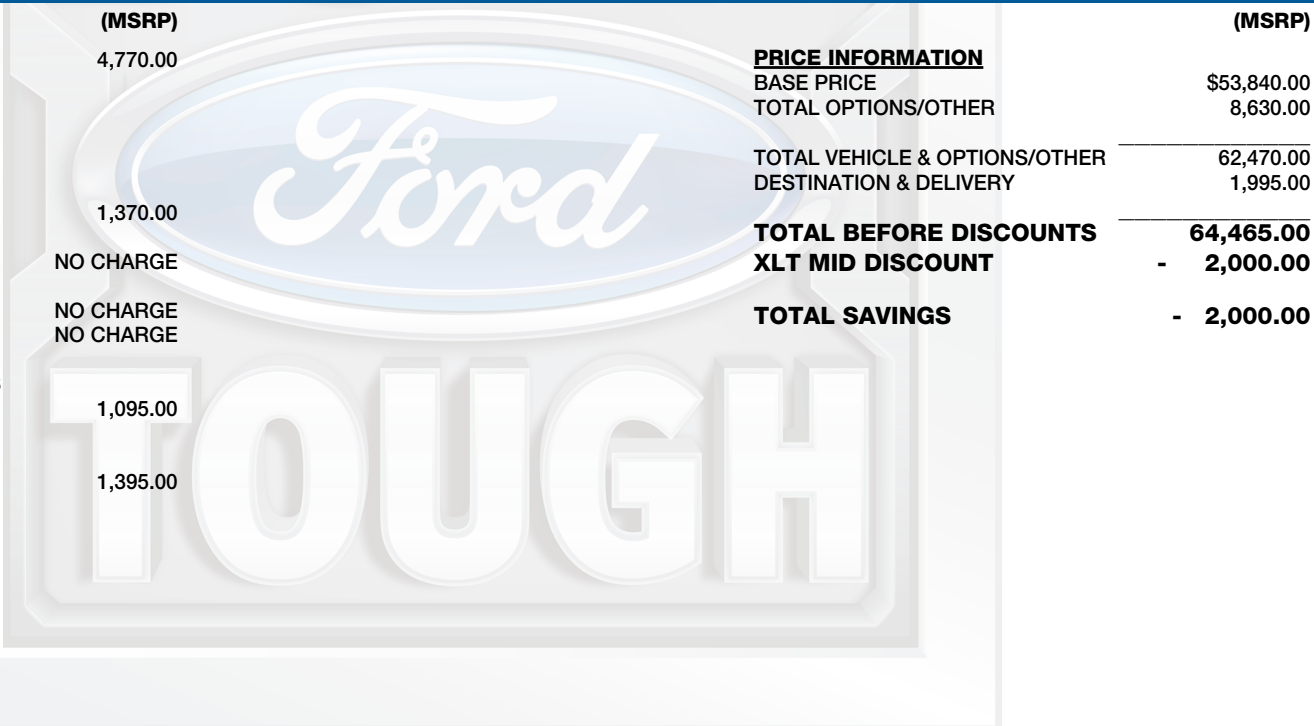 (MSRP)
4,770.00
1,370.00
NO CHARGE
NO CHARGE
NO CHARGE
1,095.00
1,395.00
Ford
TOUGH
(MSRP)
PRICE INFORMATION
BASE PRICE $53,840.00
TOTAL OPTIONS/OTHER 8,630.00
TOTAL VEHICLE & OPTIONS/OTHER 62,470.00
DESTINATION & DELIVERY 1,995.00
TOTAL BEFORE DISCOUNTS 64,465.00
XLT MID DISCOUNT - 2,000.00
TOTAL SAVINGS - 2,000.00